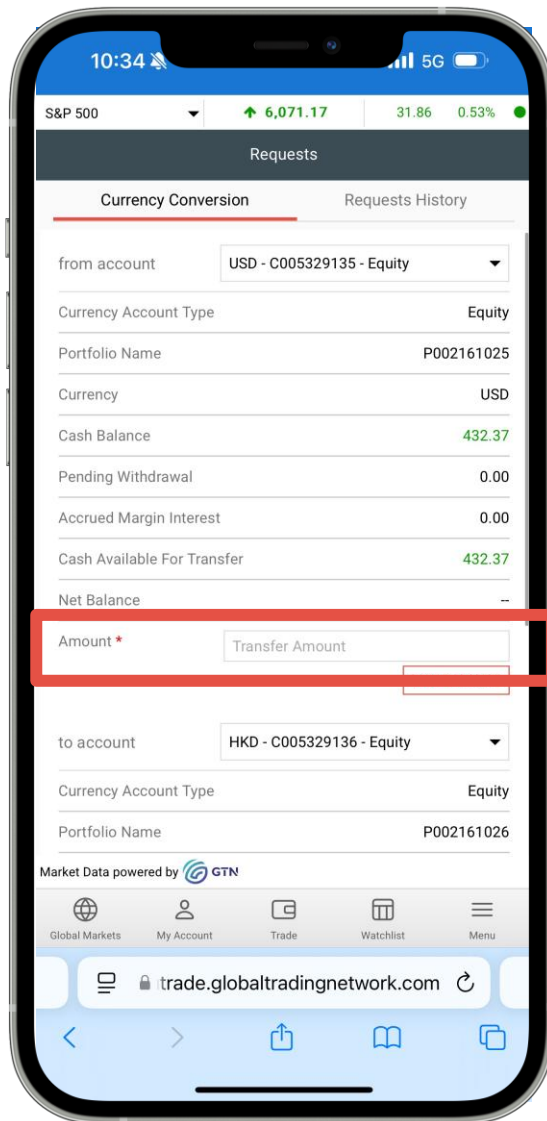 10:34 5G
S&P 500 6,071.17 31.86 0.53%
Requests
Currency Conversion Requests History
from account USD - C005329135 - Equity
Currency Account Type Equity
Portfolio Name P002161025
Currency USD
Cash Balance 432.37
Pending Withdrawal 0.00
Accrued Margin Interest 0.00
Cash Available For Transfer 432.37
Net Balance --
Amount * Transfer Amount
to account HKD - C005329136 - Equity
Currency Account Type Equity
Portfolio Name P002161026
Market Data powered by GTN
Global Markets My Account Trade Watchlist Menu
trade.globaltradingnetwork.com